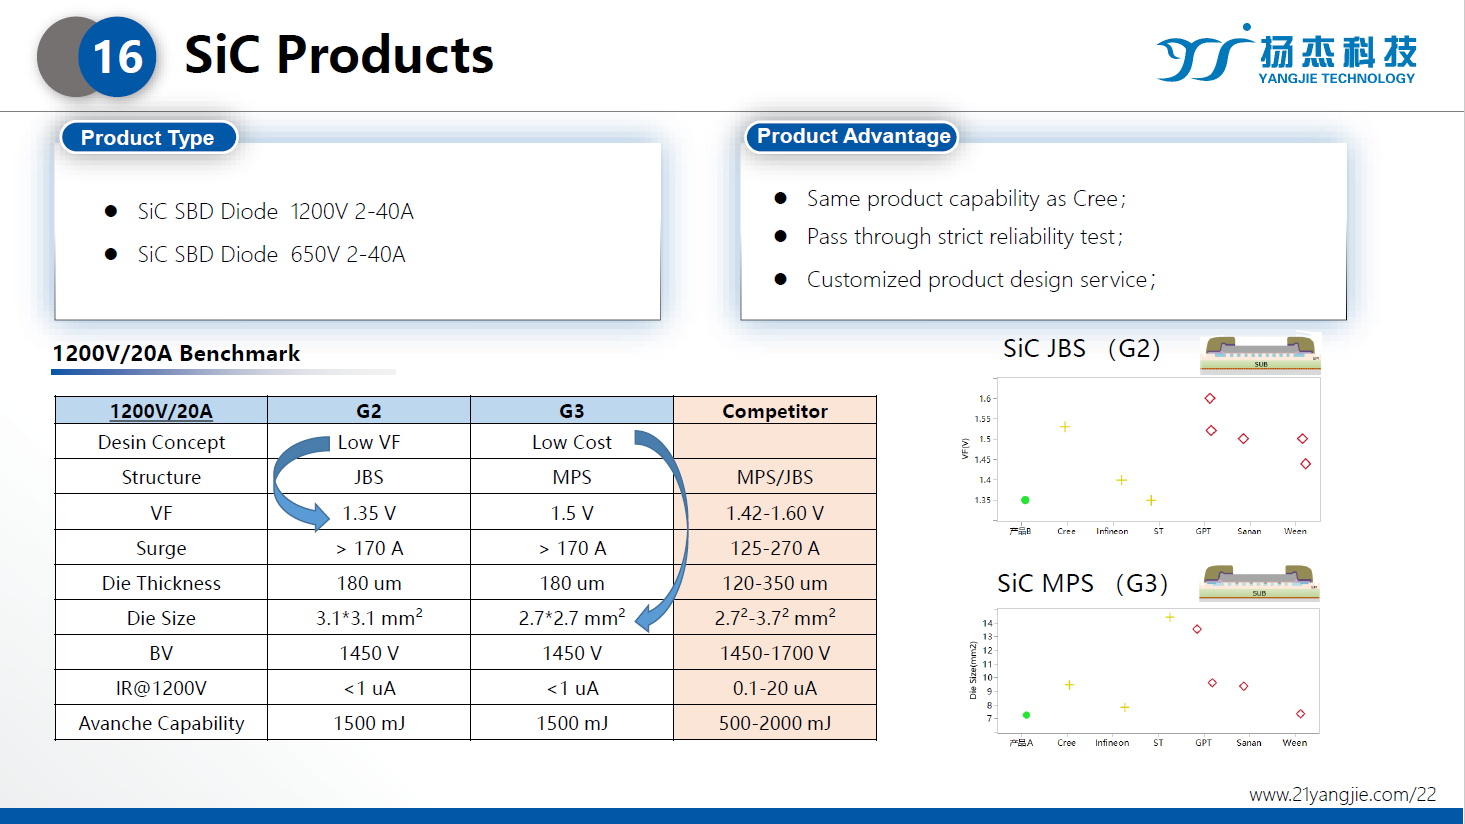 16 SiC Products
扬杰科技
YANGJIE TECHNOLOGY
Product Type
● SiC SBD Diode 1200V 2-40A
● SiC SBD Diode 650V 2-40A
Product Advantage
● Same product capability as Cree；
● Pass through strict reliability test；
● Customized product design service；
1200V/20A Benchmark
1200V/20A G2 G3 Competitor
Desin Concept Low VF Low Cost
Structure JBS MPS MPS/JBS
VF 1.35 V 1.5 V 1.42-1.60 V
Surge > 170 A > 170 A 125-270 A
Die Thickness 180 um 180 um 120-350 um
Die Size 3.1*3.1 mm² 2.7*2.7 mm² 2.7²-3.7² mm²
BV 1450 V 1450 V 1450-1700 V
IR@1200V <1 uA <1 uA 0.1-20 uA
Avanche Capability 1500 mJ 1500 mJ 500-2000 mJ
SiC JBS （G2）
SUB
VF(V)
1.6
1.55
1.5
1.45
1.4
1.35
产品B Cree Infineon ST GPT Sanan Ween
SiC MPS （G3）
SUB
Die Size(mm2)
14
13
12
11
10
9
8
7
产品A Cree Infineon ST GPT Sanan Ween
www.21yangjie.com/22